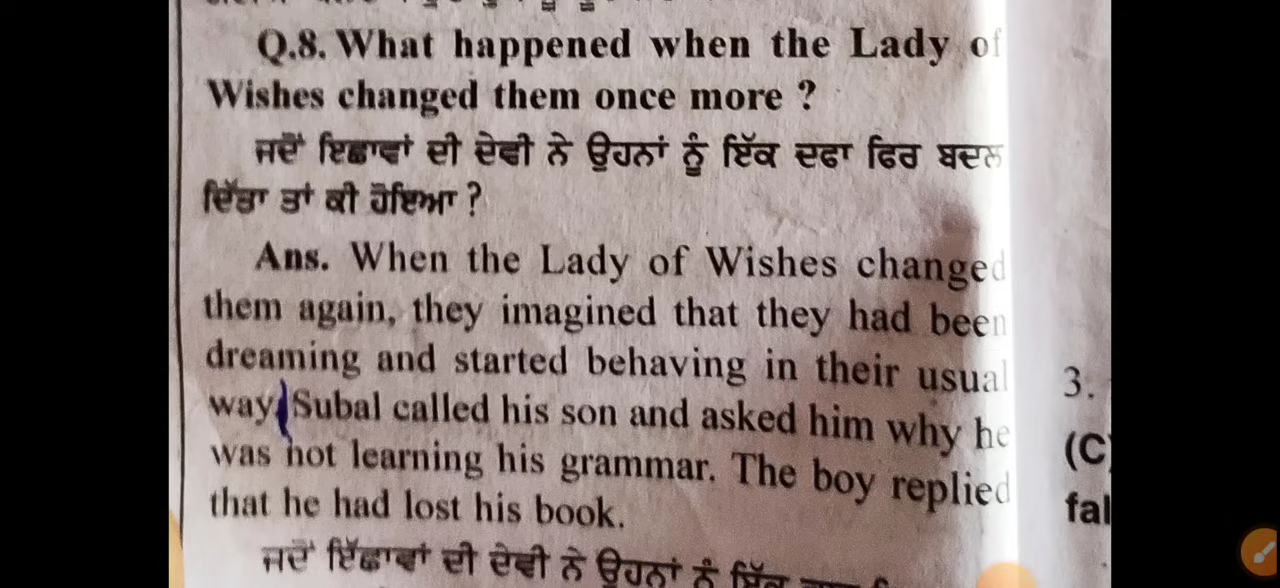 Q.8. What happened when the Lady of
Wishes changed them once more ?
ਜਦੋਂ ਇਛਾਵਾਂ ਦੀ ਦੇਵੀ ਨੇ ਉਹਨਾਂ ਨੂੰ ਇੱਕ ਦਫਾ ਫਿਰ ਬਦਲ
ਦਿੱਤਾ ਤਾਂ ਕੀ ਹੋਇਆ ?
Ans. When the Lady of Wishes changed
them again, they imagined that they had been
dreaming and started behaving in their usual
way. Subal called his son and asked him why he
was not learning his grammar. The boy replied
that he had lost his book.
ਜਦੋਂ ਇੱਛਾਵਾਂ ਦੀ ਦੇਵੀ ਨੇ ਉਹਨਾਂ ਨੂੰ ਇੱਕ
3.
(C)
fal